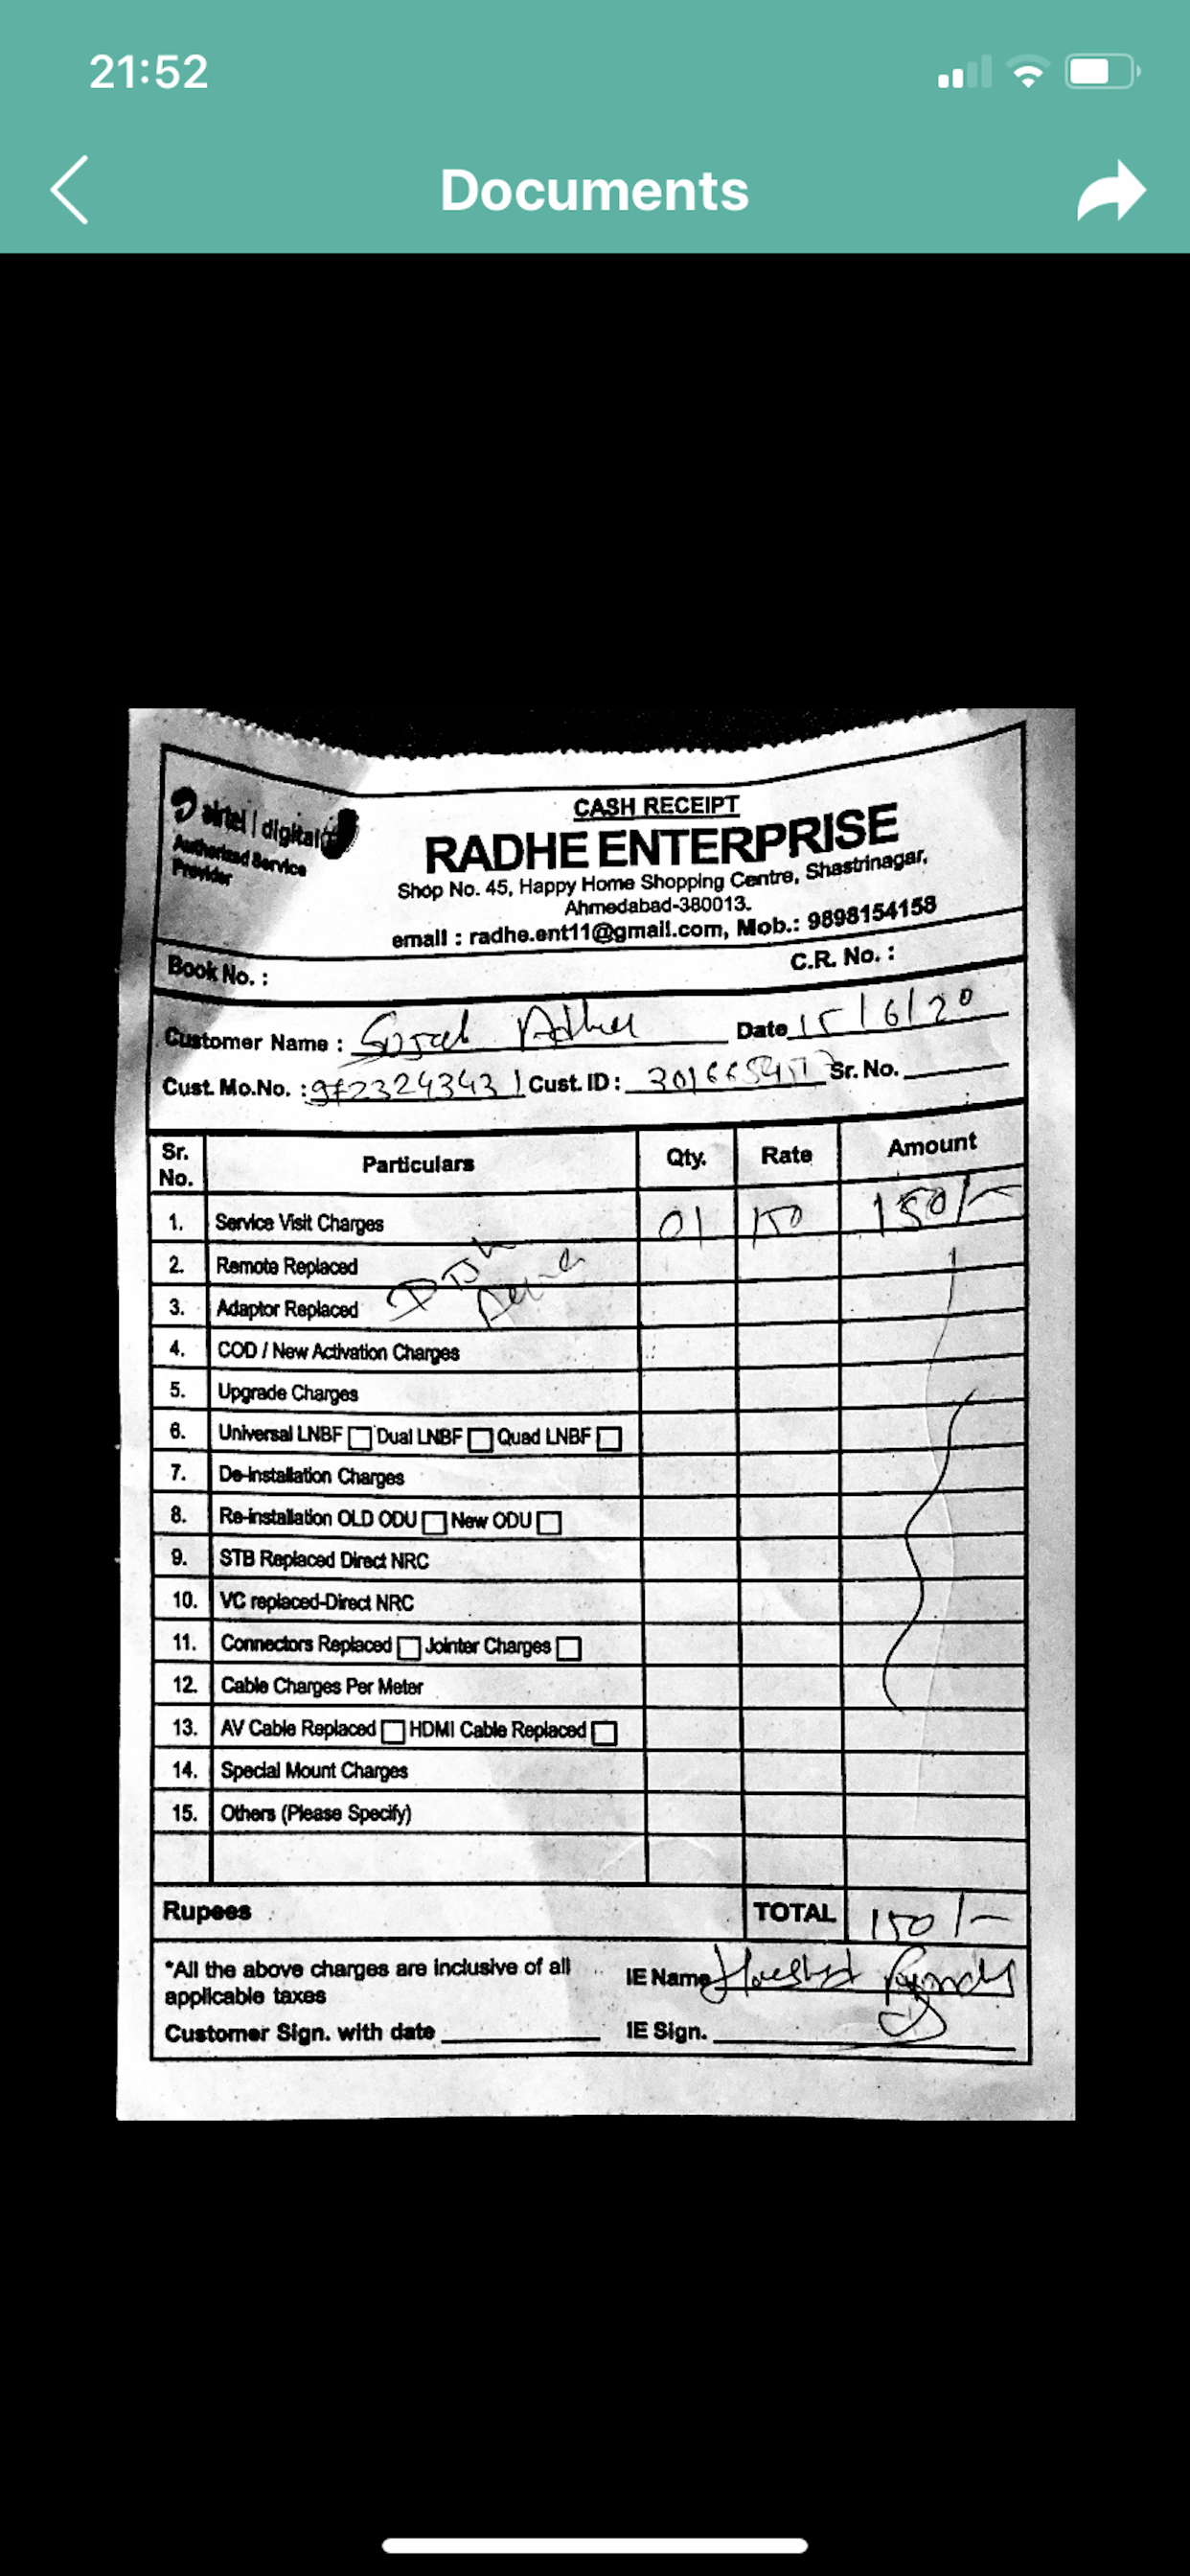 21:52
Documents
airtel | digital tv
Authorized Service
Provider
CASH RECEIPT
RADHE ENTERPRISE
Shop No. 45, Happy Home Shopping Centre, Shastrinagar,
Ahmedabad-380013.
email : radhe.ent11@gmail.com, Mob.: 9898154158
Book No. : C.R. No. :
Customer Name : Date 15/6/20
Cust. Mo.No. : Cust. ID : Sr. No.
Sr. No. Particulars Qty. Rate Amount
1. Service Visit Charges 01 150 150/-
2. Remote Replaced
3. Adaptor Replaced
4. COD / New Activation Charges
5. Upgrade Charges
6. Universal LNBF Dual LNBF Quad LNBF
7. De-installation Charges
8. Re-installation OLD ODU New ODU
9. STB Replaced Direct NRC
10. VC replaced-Direct NRC
11. Connectors Replaced Jointer Charges
12. Cable Charges Per Meter
13. AV Cable Replaced HDMI Cable Replaced
14. Special Mount Charges
15. Others (Please Specify)
Rupees TOTAL 150/-
*All the above charges are inclusive of all
applicable taxes
IE Name
Customer Sign. with date IE Sign.